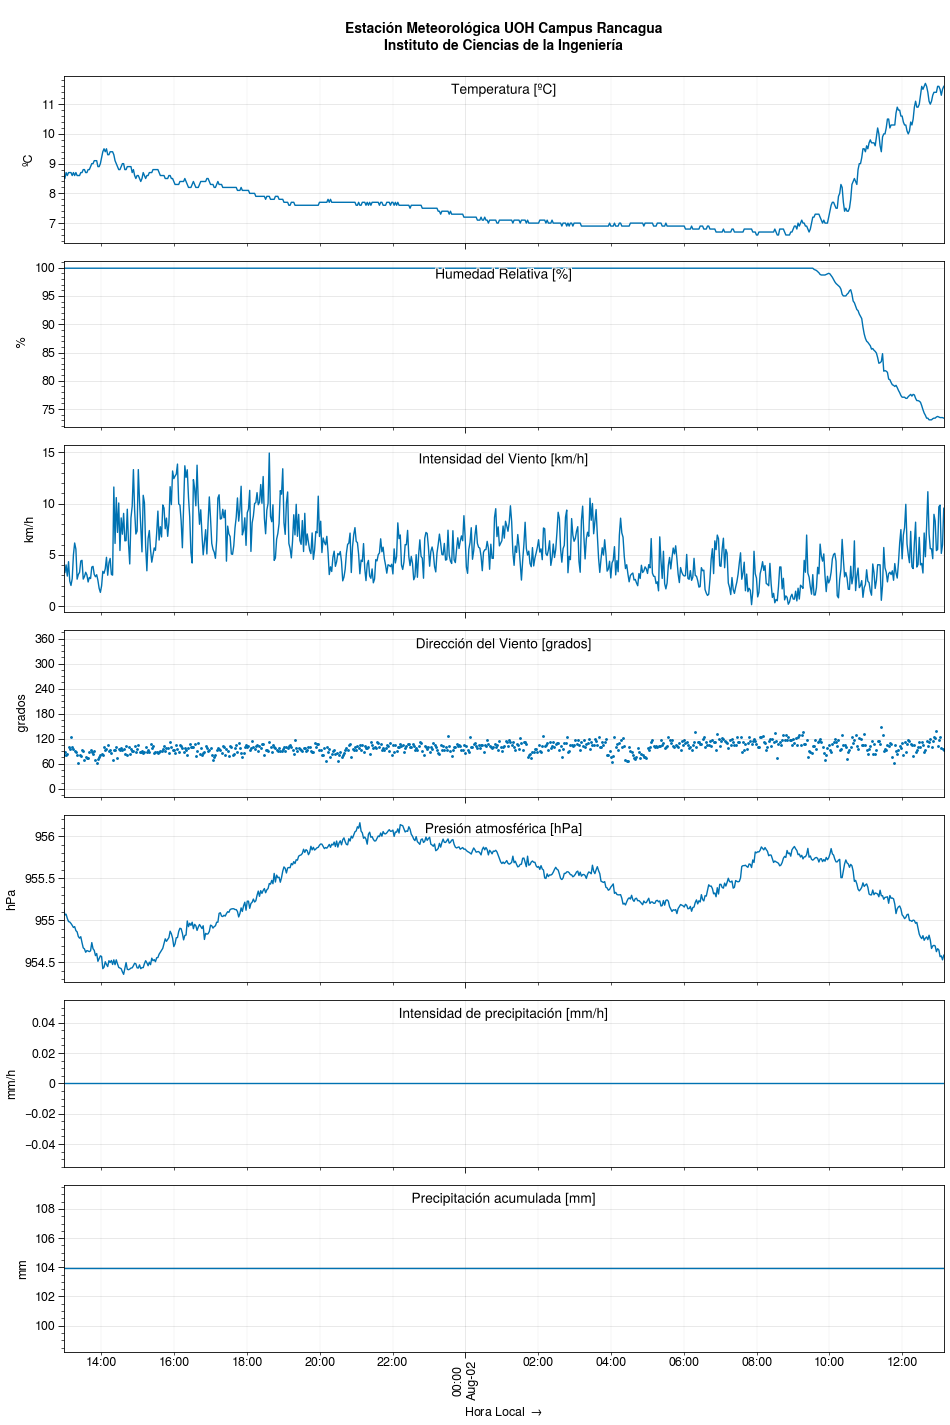 Estación Meteorológica UOH Campus Rancagua
Instituto de Ciencias de la Ingeniería
Temperatura [ºC]
ºC
11
10
9
8
7
Humedad Relativa [%]
%
100
95
90
85
80
75
Intensidad del Viento [km/h]
km/h
15
10
5
0
Dirección del Viento [grados]
grados
360
300
240
180
120
60
0
Presión atmosférica [hPa]
hPa
956
955.5
955
954.5
Intensidad de precipitación [mm/h]
mm/h
0.04
0.02
0
−0.02
−0.04
Precipitación acumulada [mm]
mm
108
106
104
102
100
14:00 16:00 18:00 20:00 22:00 00:00 02:00 04:00 06:00 08:00 10:00 12:00
Aug-02
Hora Local →